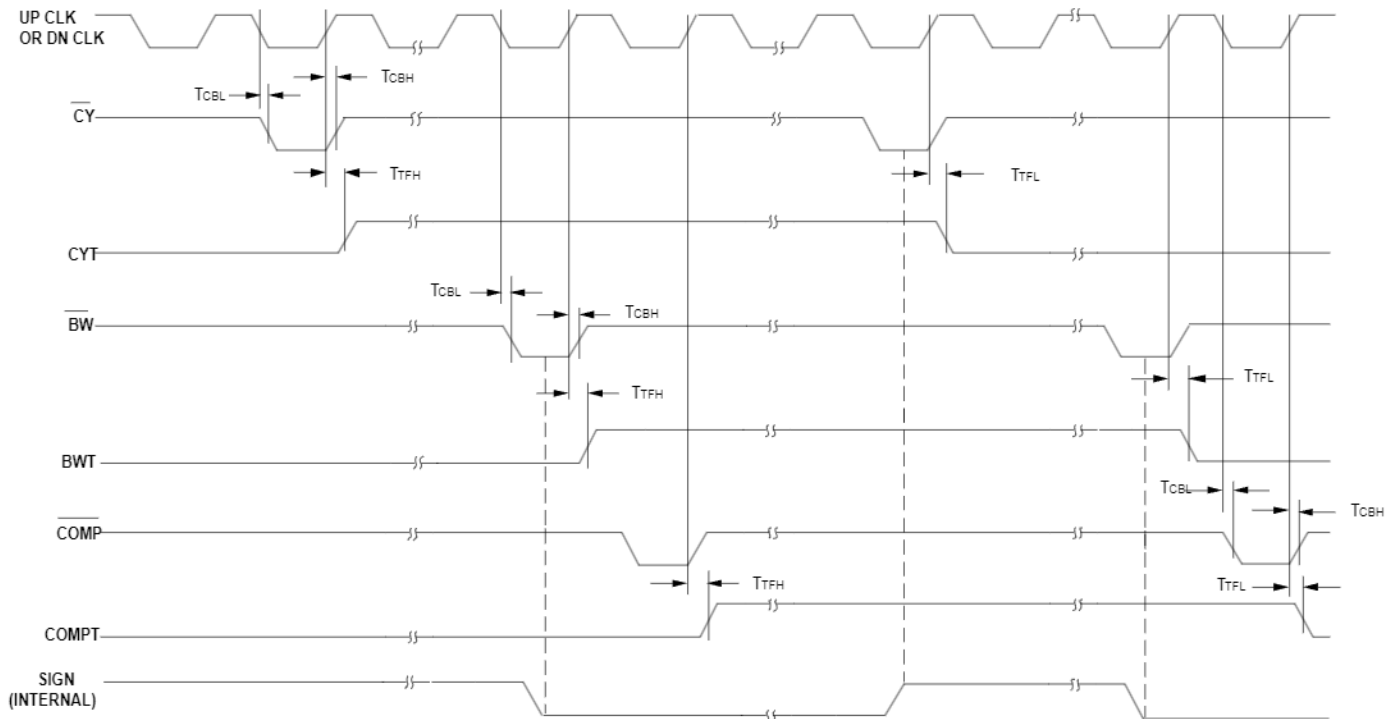 UP CLK
OR DN CLK
TCBH
TCBL
CY
TTFH
TTFL
CYT
TCBL
TCBH
BW
TTFL
TTFH
BWT
TCBL
TCBH
COMP
TTFH
TTFL
COMPT
SIGN
(INTERNAL)